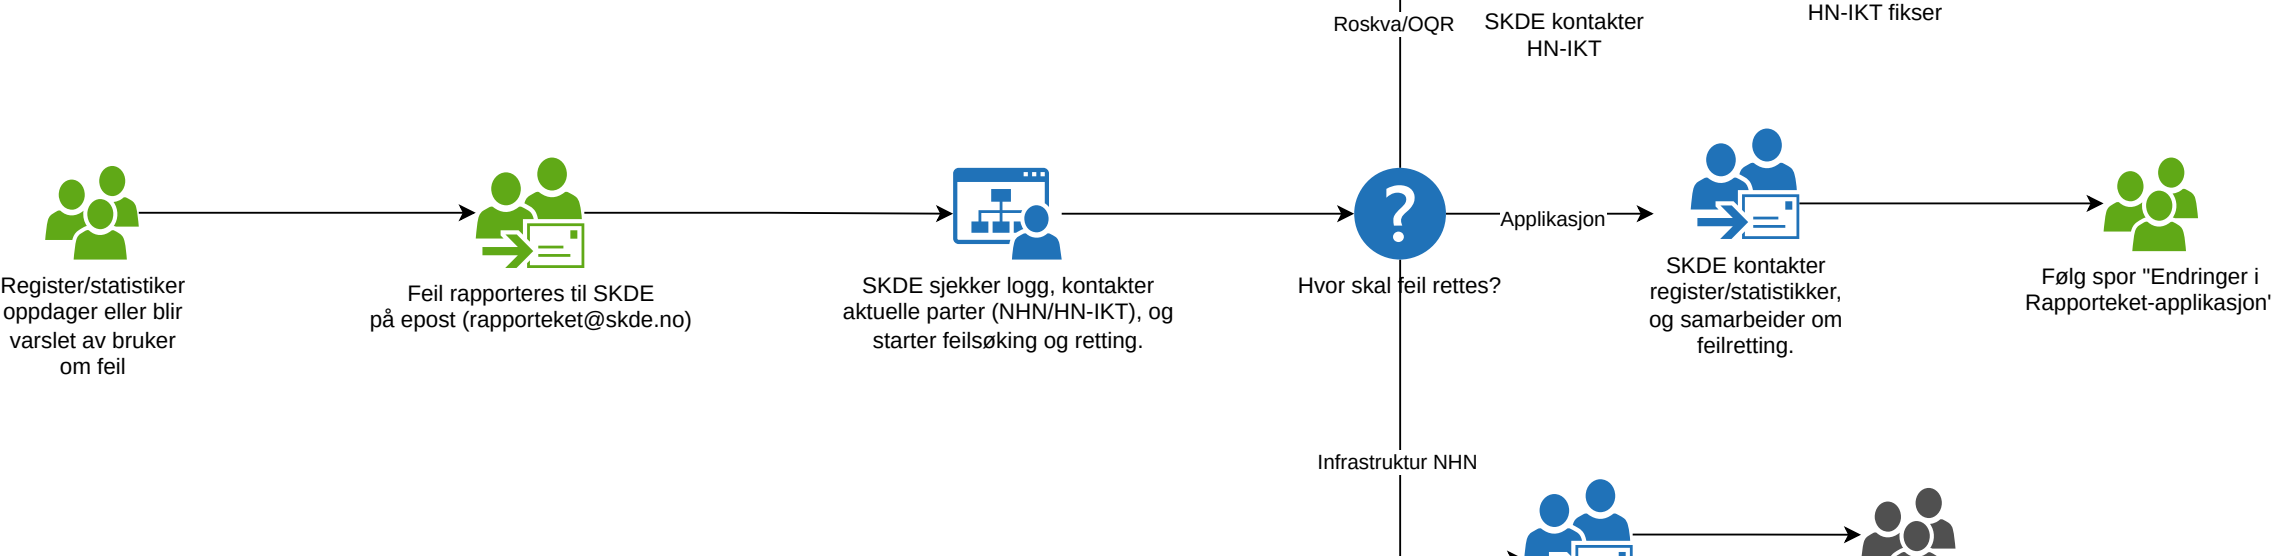 Roskva/OQR
SKDE kontakter
HN-IKT
HN-IKT fikser
Register/statistiker
oppdager eller blir
varslet av bruker
om feil
Feil rapporteres til SKDE
på epost (rapporteket@skde.no)
SKDE sjekker logg, kontakter
aktuelle parter (NHN/HN-IKT), og
starter feilsøking og retting.
Hvor skal feil rettes?
Applikasjon
SKDE kontakter
register/statistikker,
og samarbeider om
feilretting.
Følg spor "Endringer i
Rapporteket-applikasjon'
Infrastruktur NHN